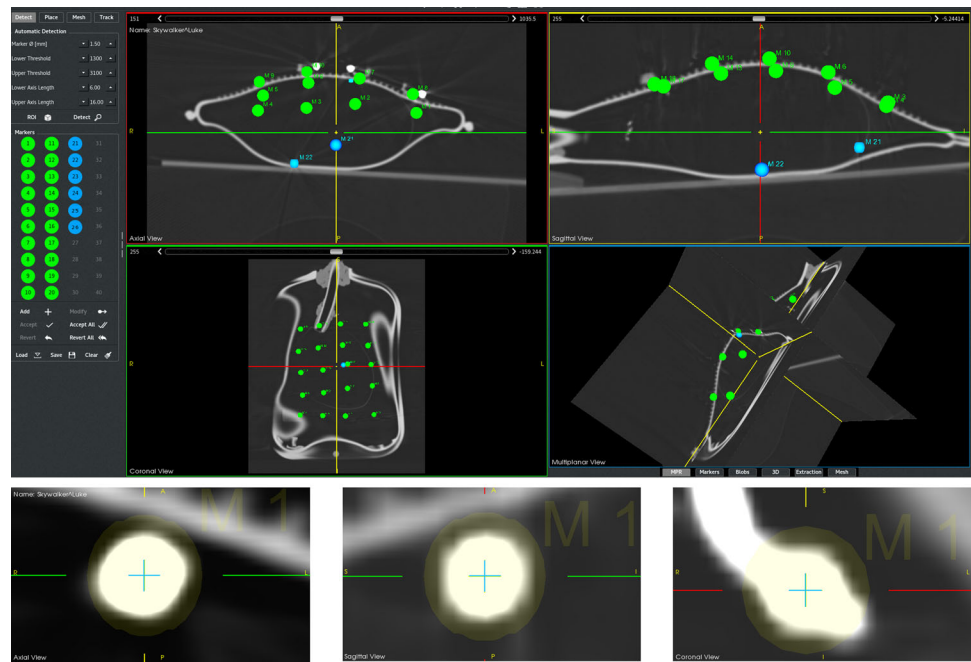 Detect Place Mesh Track
Automatic Detection
Marker Ø [mm] 1.50
Lower Threshold 1300
Upper Threshold 3100
Lower Axis Length 6.00
Upper Axis Length 16.00
ROI Detect
Markers
1 11 21 31
2 12 22 32
3 13 23 33
4 14 24 34
5 15 25 35
6 16 26 36
7 17 27 37
8 18 28 38
9 19 29 39
10 20 30 40
Add Modify
Accept Accept All
Revert Revert All
Load Save Clear
151 1035.5
Name: Skywalker^Luke
A
R
M 9
M 5
M 4
M 3
M 2
M 21
M 22
P
Axial View
255 -5.24414
A
M 14
M 10
M 6
M 21
M 22
L
P
Sagittal View
255 -159.244
R
L
I
Coronal View
Multiplanar View
MPR Markers Blobs 3D Extraction Mesh
Name: Skywalker^Luke
A
M 1
R
L
P
Axial View
A
M 1
S
I
P
Sagittal View
S
M 1
R
L
I
Coronal View